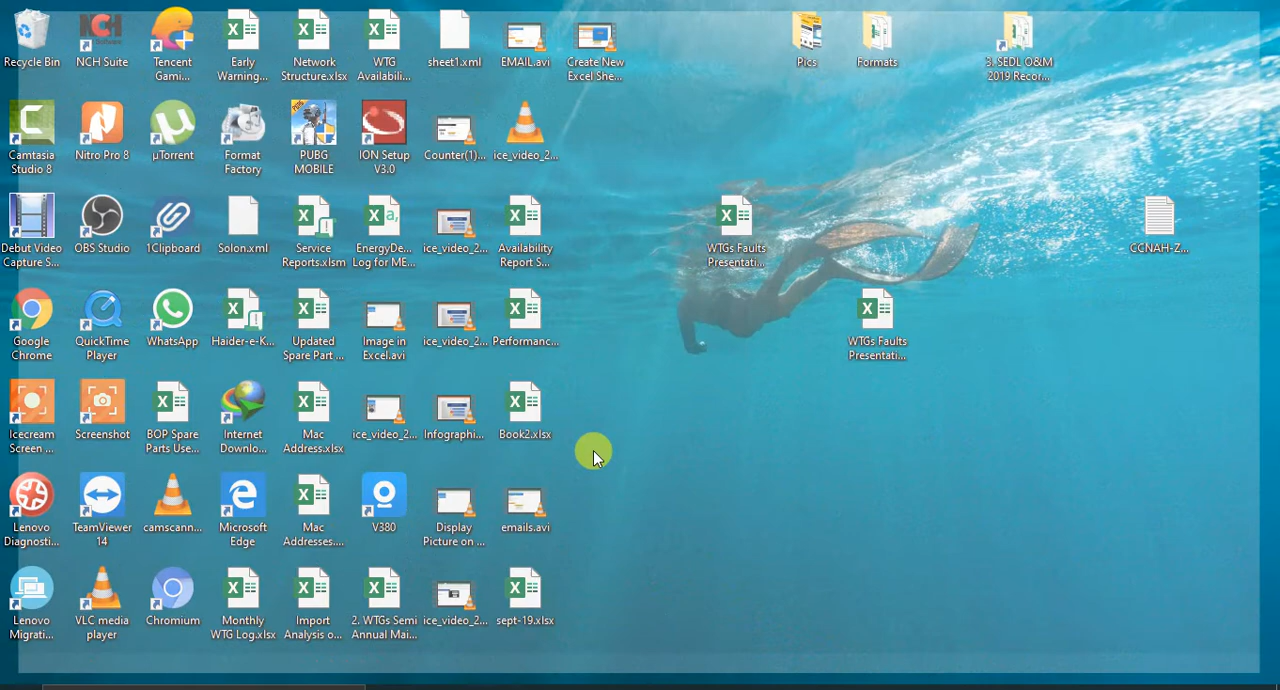 Recycle Bin
NCH Suite
Tencent
Gami...
Early
Warning...
Network
Structure.xlsx
WTG
Availabili...
sheet1.xml
EMAIL.avi
Create New
Excel She...
Pics
Formats
3. SEDL O&M
2019 Recor...
Camtasia
Studio 8
Nitro Pro 8
µTorrent
Format
Factory
PUBG
MOBILE
ION Setup
V3.0
Counter(1)...
ice_video_2...
Debut Video
Capture S...
OBS Studio
1Clipboard
Solon.xml
Service
Reports.xlsm
EnergyDe...
Log for ME...
ice_video_2...
Availability
Report S...
WTGs Faults
Presentati...
CCNAH-Z...
Google
Chrome
QuickTime
Player
WhatsApp
Haider-e-K...
Updated
Spare Part ...
Image in
Excel.avi
ice_video_2...
Performanc...
WTGs Faults
Presentati...
Icecream
Screen ...
Screenshot
BOP Spare
Parts Use...
Internet
Downlo...
Mac
Address.xlsx
ice_video_2...
Infographi...
Book2.xlsx
Lenovo
Diagnosti...
TeamViewer
14
camscann...
Microsoft
Edge
Mac
Addresses....
V380
Display
Picture on ...
emails.avi
Lenovo
Migrati...
VLC media
player
Chromium
Monthly
WTG Log.xlsx
Import
Analysis o...
2. WTGs Semi
Annual Mai...
ice_video_2...
sept-19.xlsx